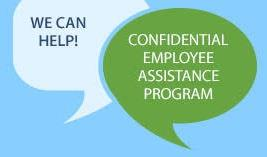 WE CAN
HELP!
CONFIDENTIAL
EMPLOYEE
ASSISTANCE
PROGRAM